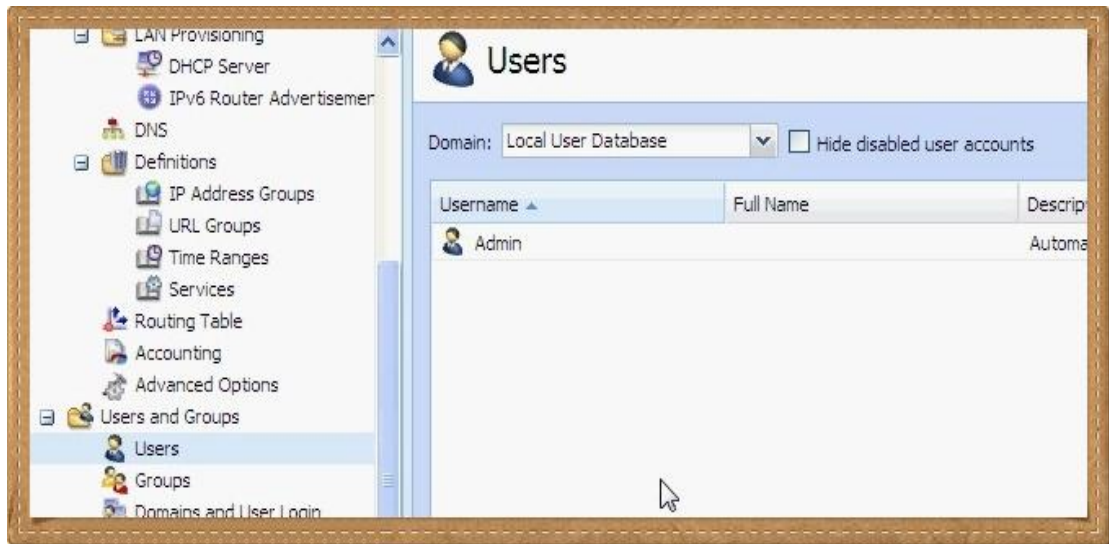 LAN Provisioning
DHCP Server
IPv6 Router Advertisemen
DNS
Definitions
IP Address Groups
URL Groups
Time Ranges
Services
Routing Table
Accounting
Advanced Options
Users and Groups
Users
Groups
Domains and User Login
Users
Domain: Local User Database Hide disabled user accounts
Username Full Name Descrip
Admin Automa